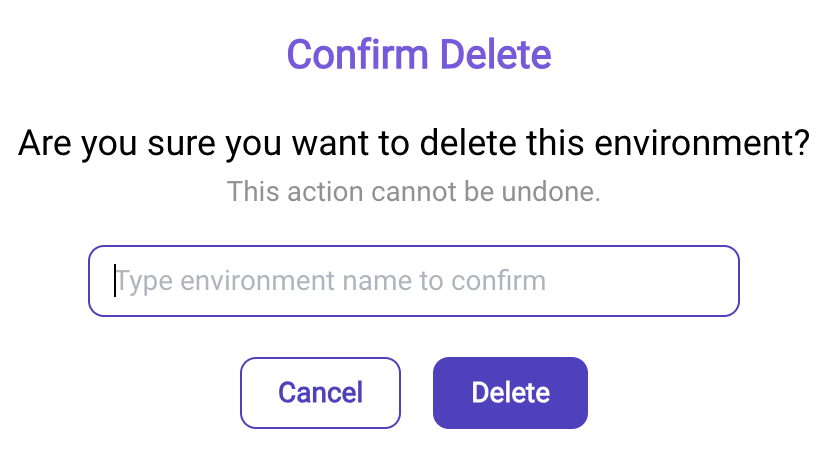 Confirm Delete
Are you sure you want to delete this environment?
This action cannot be undone.
Type environment name to confirm
Cancel
Delete